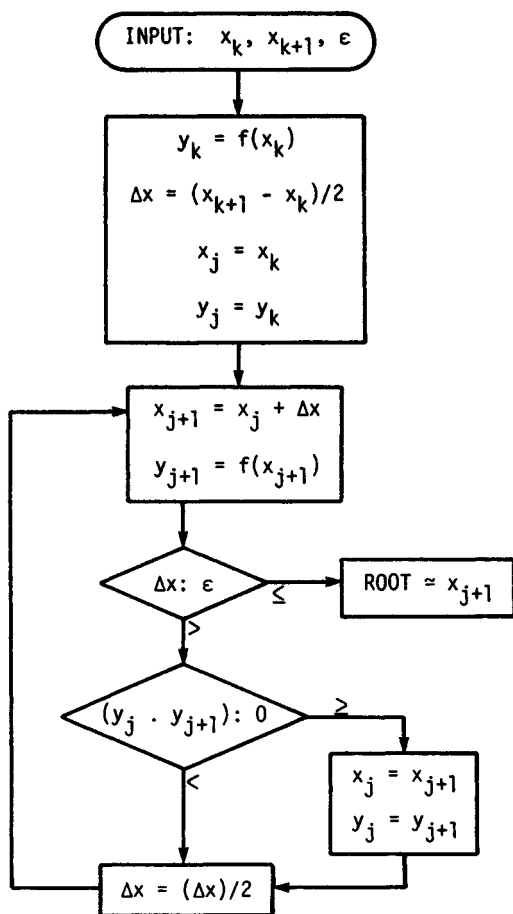 INPUT: x_k, x_{k+1}, ε
y_k = f(x_k)
Δx = (x_{k+1} - x_k)/2
x_j = x_k
y_j = y_k
x_{j+1} = x_j + Δx
y_{j+1} = f(x_{j+1})
Δx: ε
≤
ROOT ≃ x_{j+1}
>
(y_j . y_{j+1}): 0
≥
<
x_j = x_{j+1}
y_j = y_{j+1}
Δx = (Δx)/2